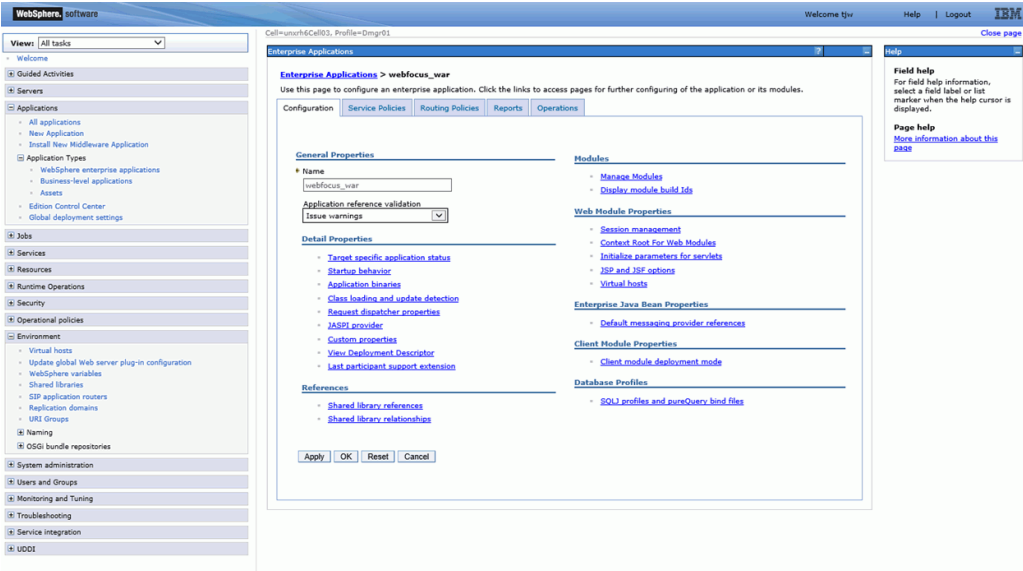 WebSphere. software
Welcome tjw
Help | Logout
IBM
View: All tasks
Cell=unxrh6Cell03, Profile=Dmgr01
Close page
Welcome
Guided Activities
Servers
Applications
All applications
New Application
Install New Middleware Application
Application Types
WebSphere enterprise applications
Business-level applications
Assets
Edition Control Center
Global deployment settings
Jobs
Services
Resources
Runtime Operations
Security
Operational policies
Environment
Virtual hosts
Update global Web server plug-in configuration
WebSphere variables
Shared libraries
SIP application routers
Replication domains
URI Groups
Naming
OSGi bundle repositories
System administration
Users and Groups
Monitoring and Tuning
Troubleshooting
Service integration
UDDI
Enterprise Applications
?
Enterprise Applications > webfocus_war
Use this page to configure an enterprise application. Click the links to access pages for further configuring of the application or its modules.
Configuration Service Policies Routing Policies Reports Operations
General Properties
* Name
webfocus_war
Application reference validation
Issue warnings
Detail Properties
Target specific application status
Startup behavior
Application binaries
Class loading and update detection
Request dispatcher properties
JASPI provider
Custom properties
View Deployment Descriptor
Last participant support extension
References
Shared library references
Shared library relationships
Modules
Manage Modules
Display module build Ids
Web Module Properties
Session management
Context Root For Web Modules
Initialize parameters for servlets
JSP and JSF options
Virtual hosts
Enterprise Java Bean Properties
Default messaging provider references
Client Module Properties
Client module deployment mode
Database Profiles
SQLJ profiles and pureQuery bind files
Apply OK Reset Cancel
Help
Field help
For field help information,
select a field label or list
marker when the help cursor is
displayed.
Page help
More information about this
page